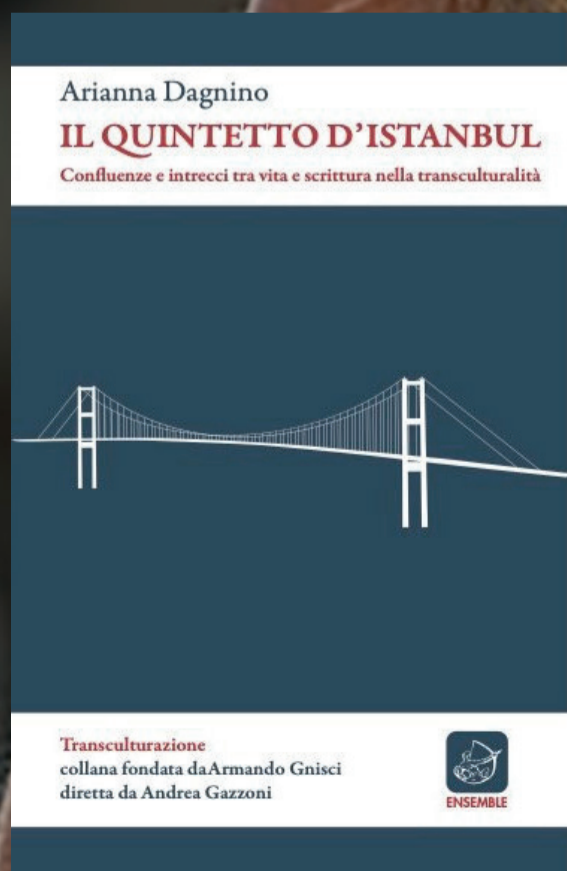 Arianna Dagnino
IL QUINTETTO D’ISTANBUL
Confluenze e intrecci tra vita e scrittura nella transculturalità
Transculturazione
collana fondata daArmando Gnisci
diretta da Andrea Gazzoni
ENSEMBLE